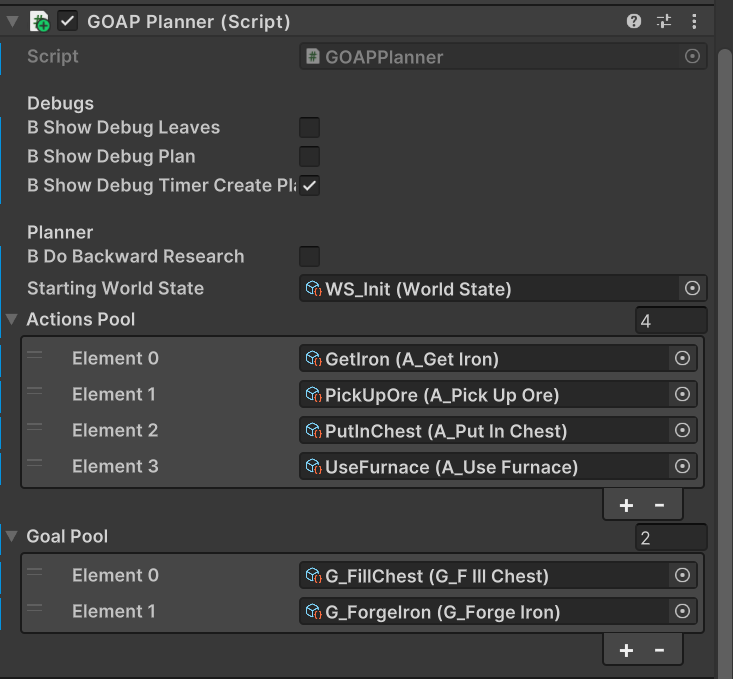 GOAP Planner (Script)
Script
GOAPPlanner
Debugs
B Show Debug Leaves
B Show Debug Plan
B Show Debug Timer Create Pla
Planner
B Do Backward Research
Starting World State
WS_Init (World State)
Actions Pool
4
Element 0
GetIron (A_Get Iron)
Element 1
PickUpOre (A_Pick Up Ore)
Element 2
PutInChest (A_Put In Chest)
Element 3
UseFurnace (A_Use Furnace)
+ -
Goal Pool
2
Element 0
G_FillChest (G_F Ill Chest)
Element 1
G_ForgeIron (G_Forge Iron)
+ -